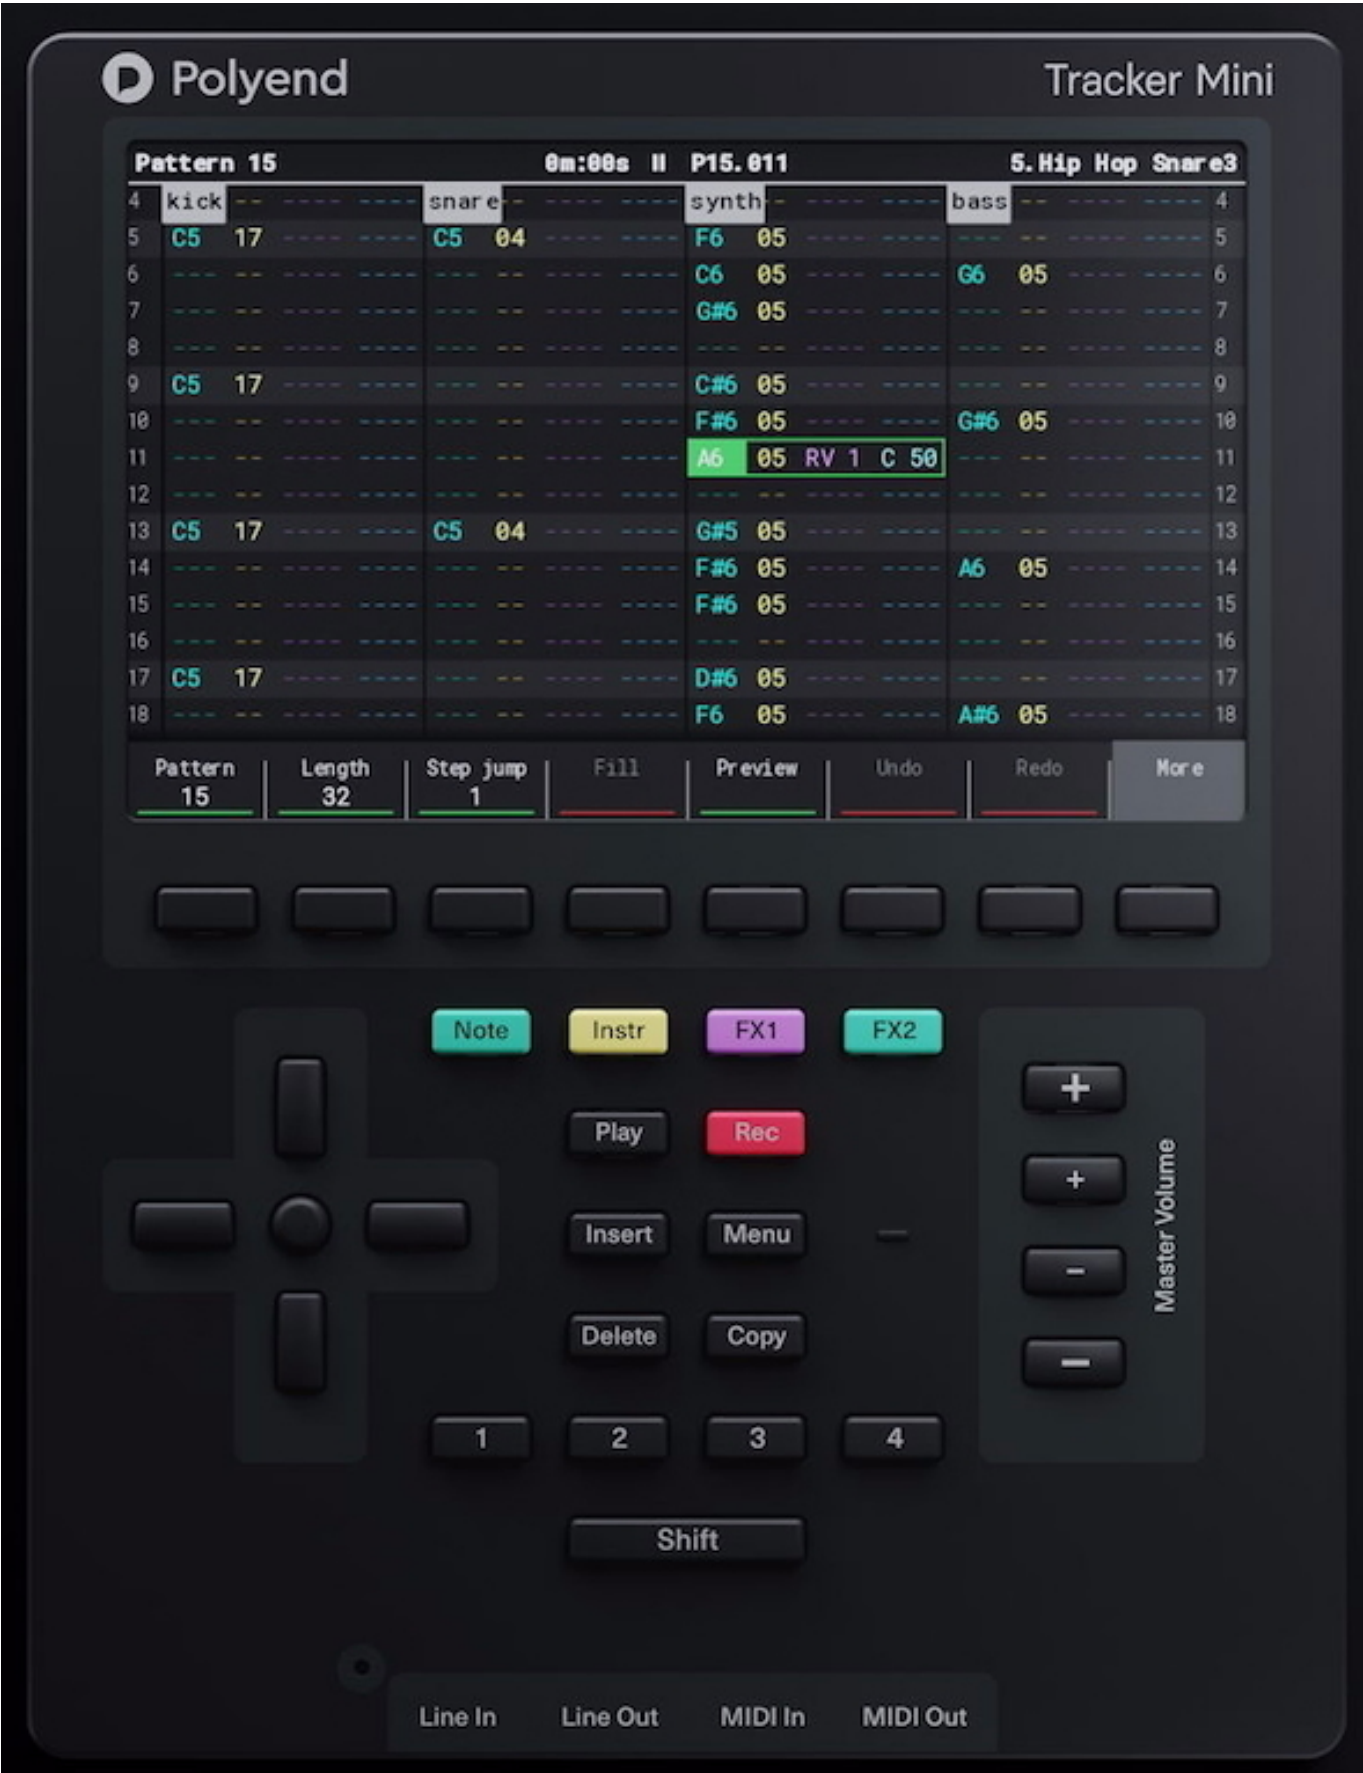 Polyend Tracker Mini
Pattern 15 0m:00s II P15.011 5.Hip Hop Snare3
4 kick -- ---- ---- snare -- ---- ---- synth -- ---- ---- bass -- ---- ---- 4
5 C5 17 ---- ---- C5 04 ---- ---- F6 05 ---- ---- --- -- ---- ---- 5
6 --- -- ---- ---- --- -- ---- ---- C6 05 ---- ---- G6 05 ---- ---- 6
7 --- -- ---- ---- --- -- ---- ---- G#6 05 ---- ---- --- -- ---- ---- 7
8 --- -- ---- ---- --- -- ---- ---- --- -- ---- ---- --- -- ---- ---- 8
9 C5 17 ---- ---- --- -- ---- ---- C#6 05 ---- ---- --- -- ---- ---- 9
10 --- -- ---- ---- --- -- ---- ---- F#6 05 ---- ---- G#6 05 ---- ---- 10
11 --- -- ---- ---- --- -- ---- ---- A6 05 RV 1 C 50 --- -- ---- ---- 11
12 --- -- ---- ---- --- -- ---- ---- --- -- ---- ---- --- -- ---- ---- 12
13 C5 17 ---- ---- C5 04 ---- ---- G#5 05 ---- ---- --- -- ---- ---- 13
14 --- -- ---- ---- --- -- ---- ---- F#6 05 ---- ---- A6 05 ---- ---- 14
15 --- -- ---- ---- --- -- ---- ---- F#6 05 ---- ---- --- -- ---- ---- 15
16 --- -- ---- ---- --- -- ---- ---- --- -- ---- ---- --- -- ---- ---- 16
17 C5 17 ---- ---- --- -- ---- ---- D#6 05 ---- ---- --- -- ---- ---- 17
18 --- -- ---- ---- --- -- ---- ---- F6 05 ---- ---- A#6 05 ---- ---- 18
Pattern Length Step jump Fill Preview Undo Redo More
15 32 1
Note Instr FX1 FX2
Play Rec
Insert Menu
Delete Copy
1 2 3 4
Shift
+
+
-
-
Master Volume
Line In Line Out MIDI In MIDI Out